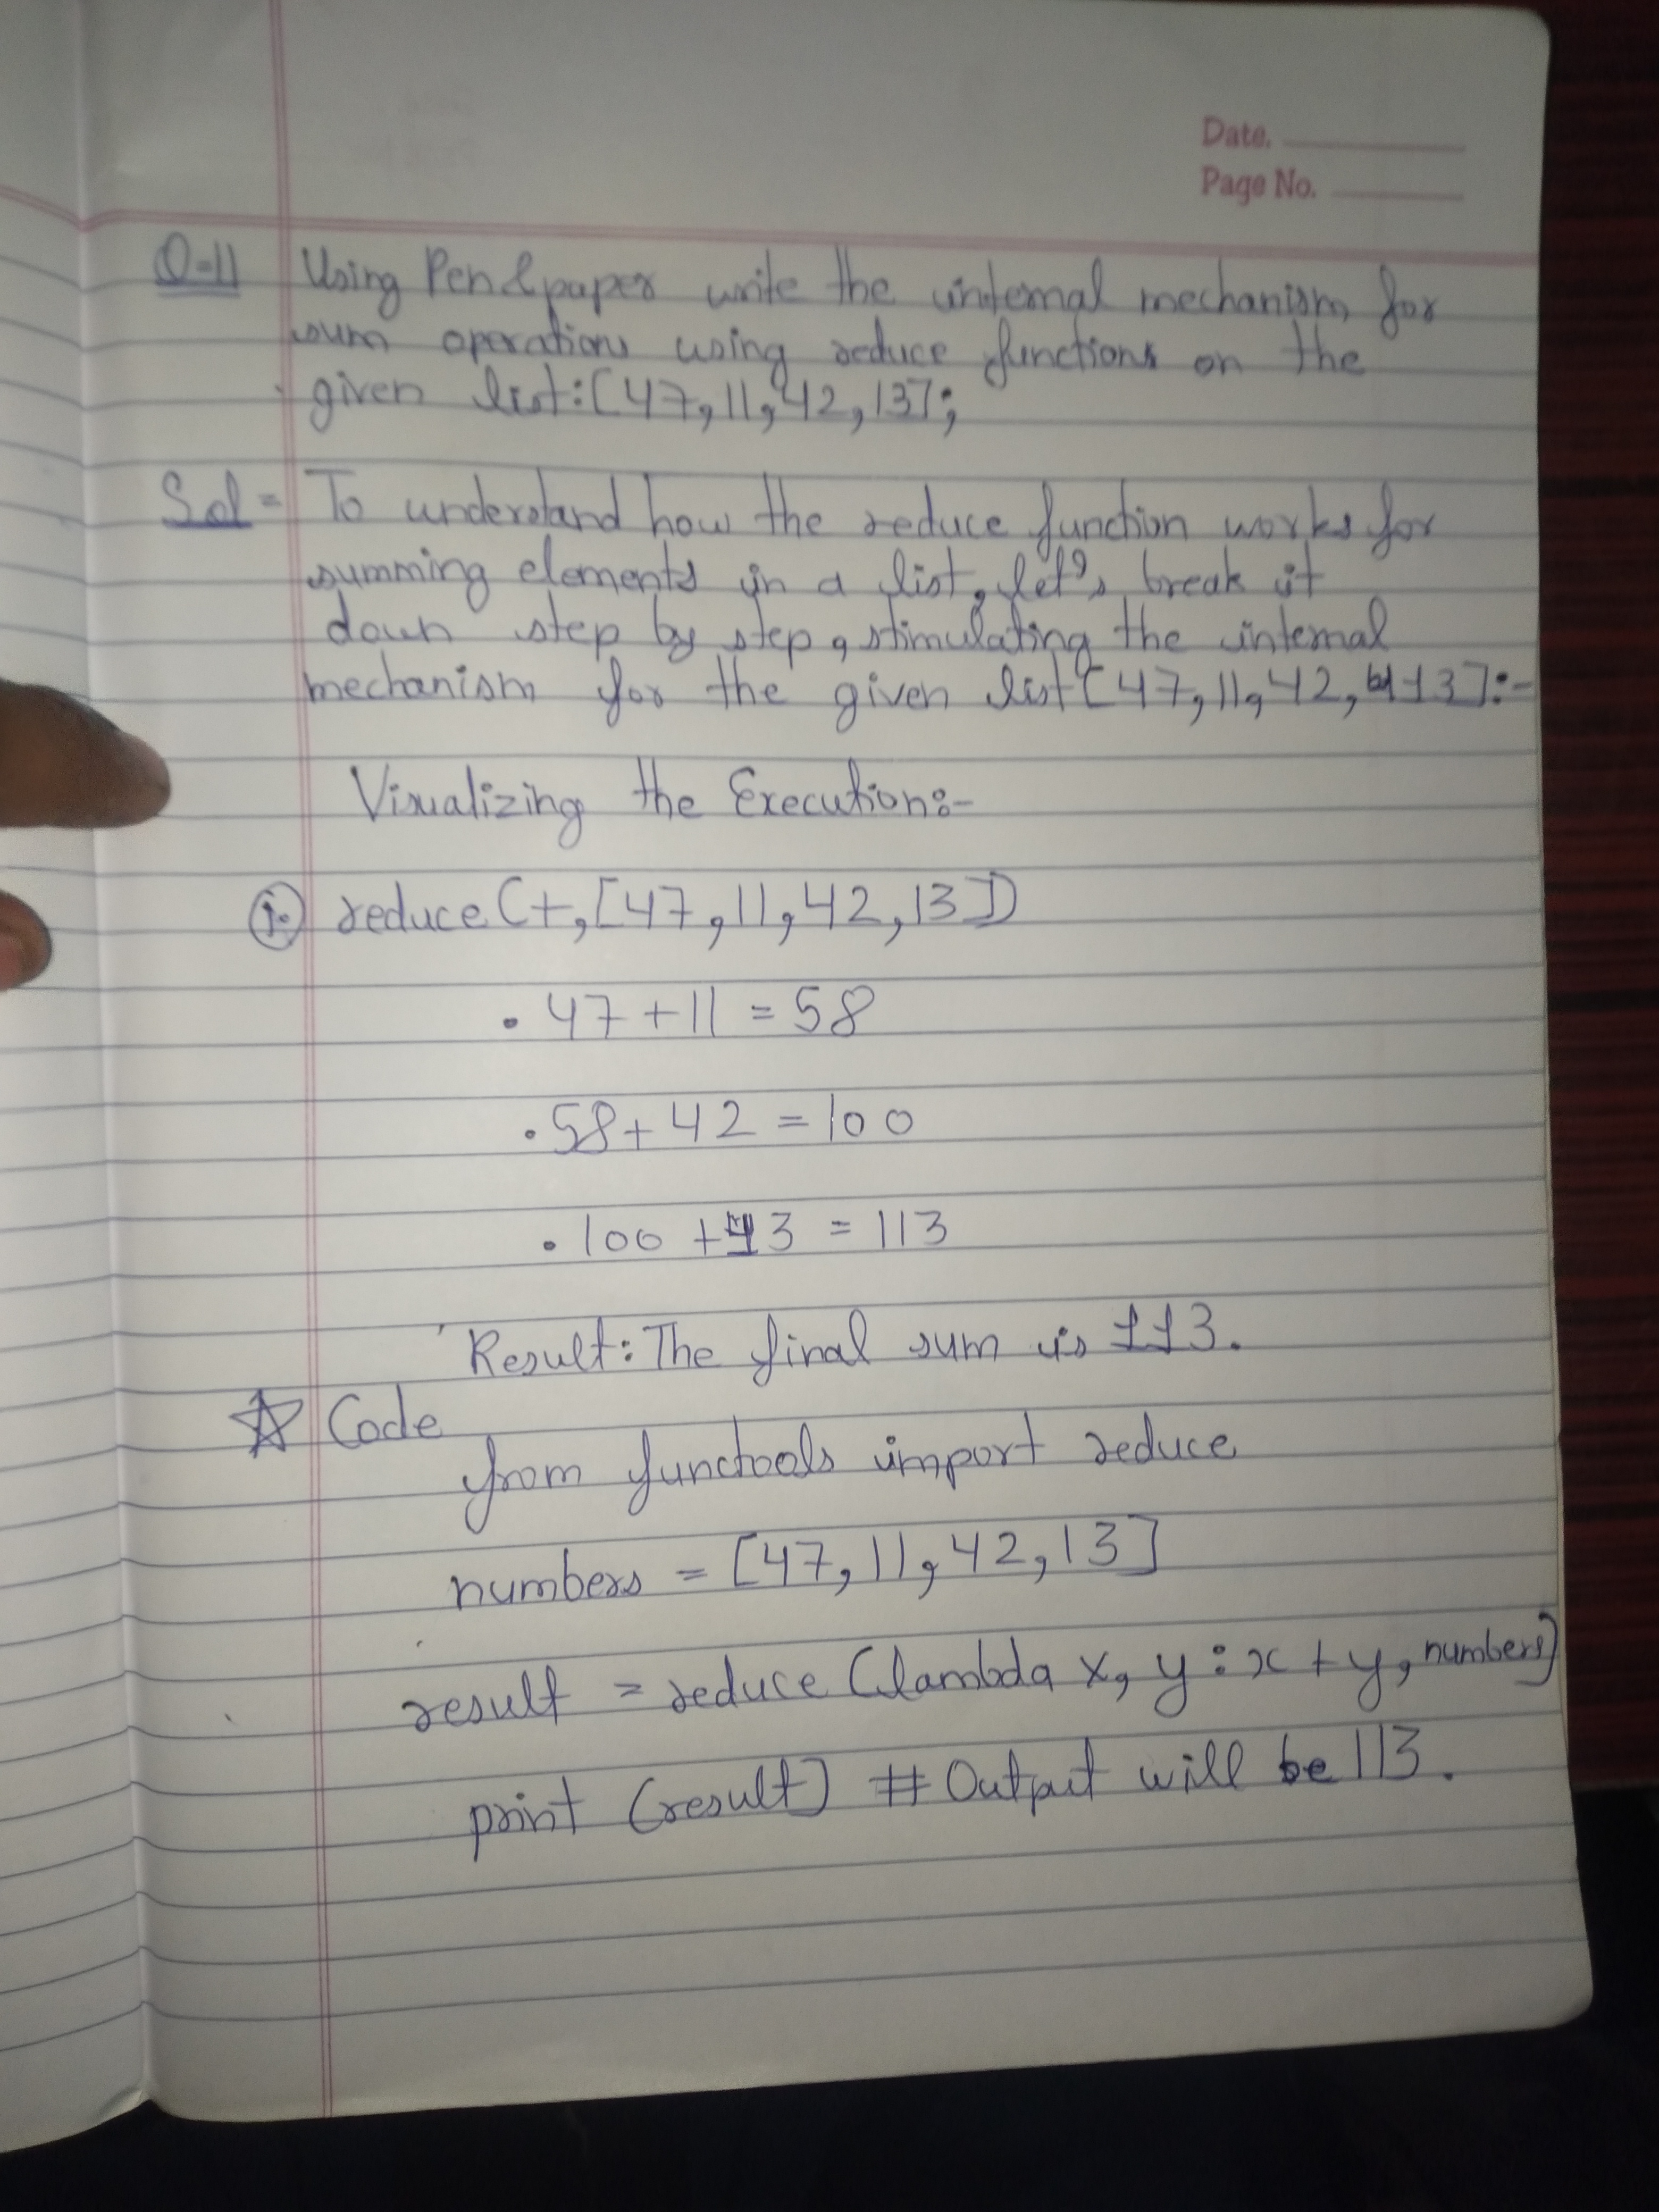 Date.
Page No.
Q-11 Using Pen & paper write the internal mechanism for
sum operation using reduce functions on the
given list:[47,11,42,13];
Sol = To understand how the reduce function works for
summing elements in a list, let's break it
down step by step, stimulating the internal
mechanism for the given list [47,11,42, 13]:-
Visualizing the Execution:-
i. reduce (+,[47,11,42,13])
• 47+11 = 58
• 58+42 = 100
• 100 +13 = 113
Result: The final sum is 113.
☆ Code
from functools import reduce
numbers = [47,11,42,13]
result = reduce (lambda x, y : x + y, numbers)
print (result) # Output will be 113.